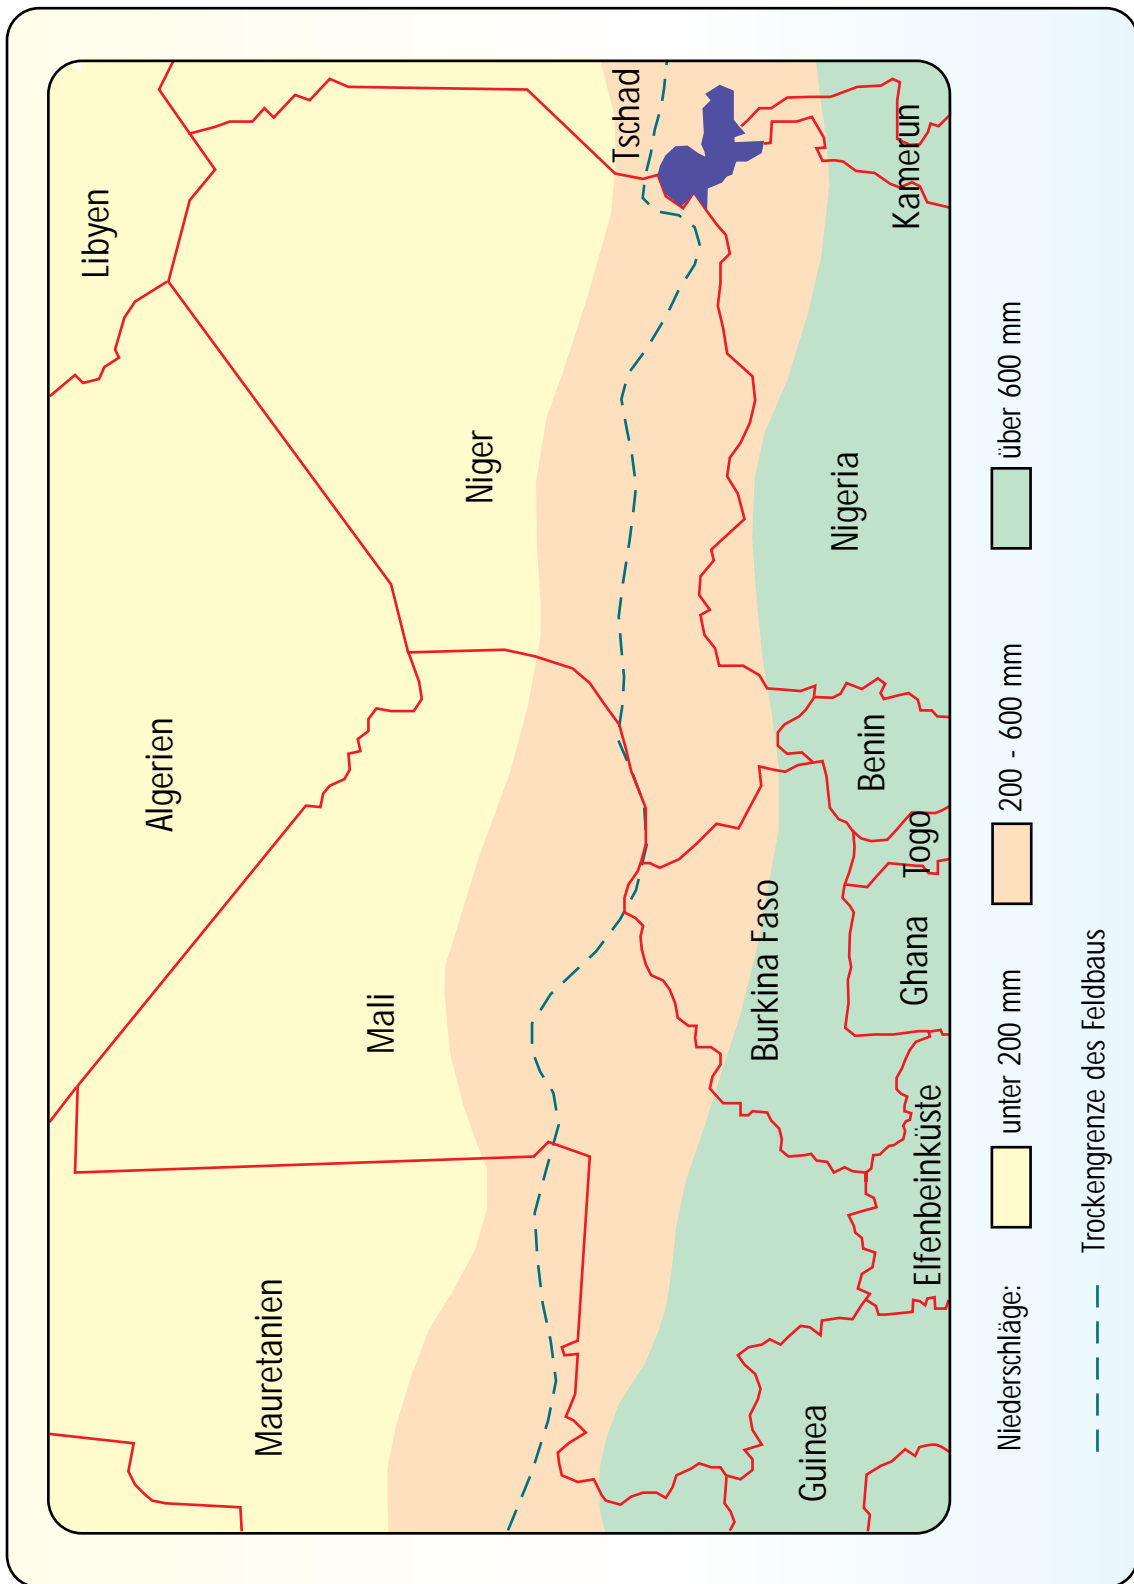 Libyen
Algerien
Tschad
Niger
Mali
Mauretanien
Nigeria
Kamerun
Burkina Faso
Benin
Togo
Ghana
Elfenbeinküste
Guinea
Niederschläge: unter 200 mm 200 - 600 mm über 600 mm
Trockengrenze des Feldbaus